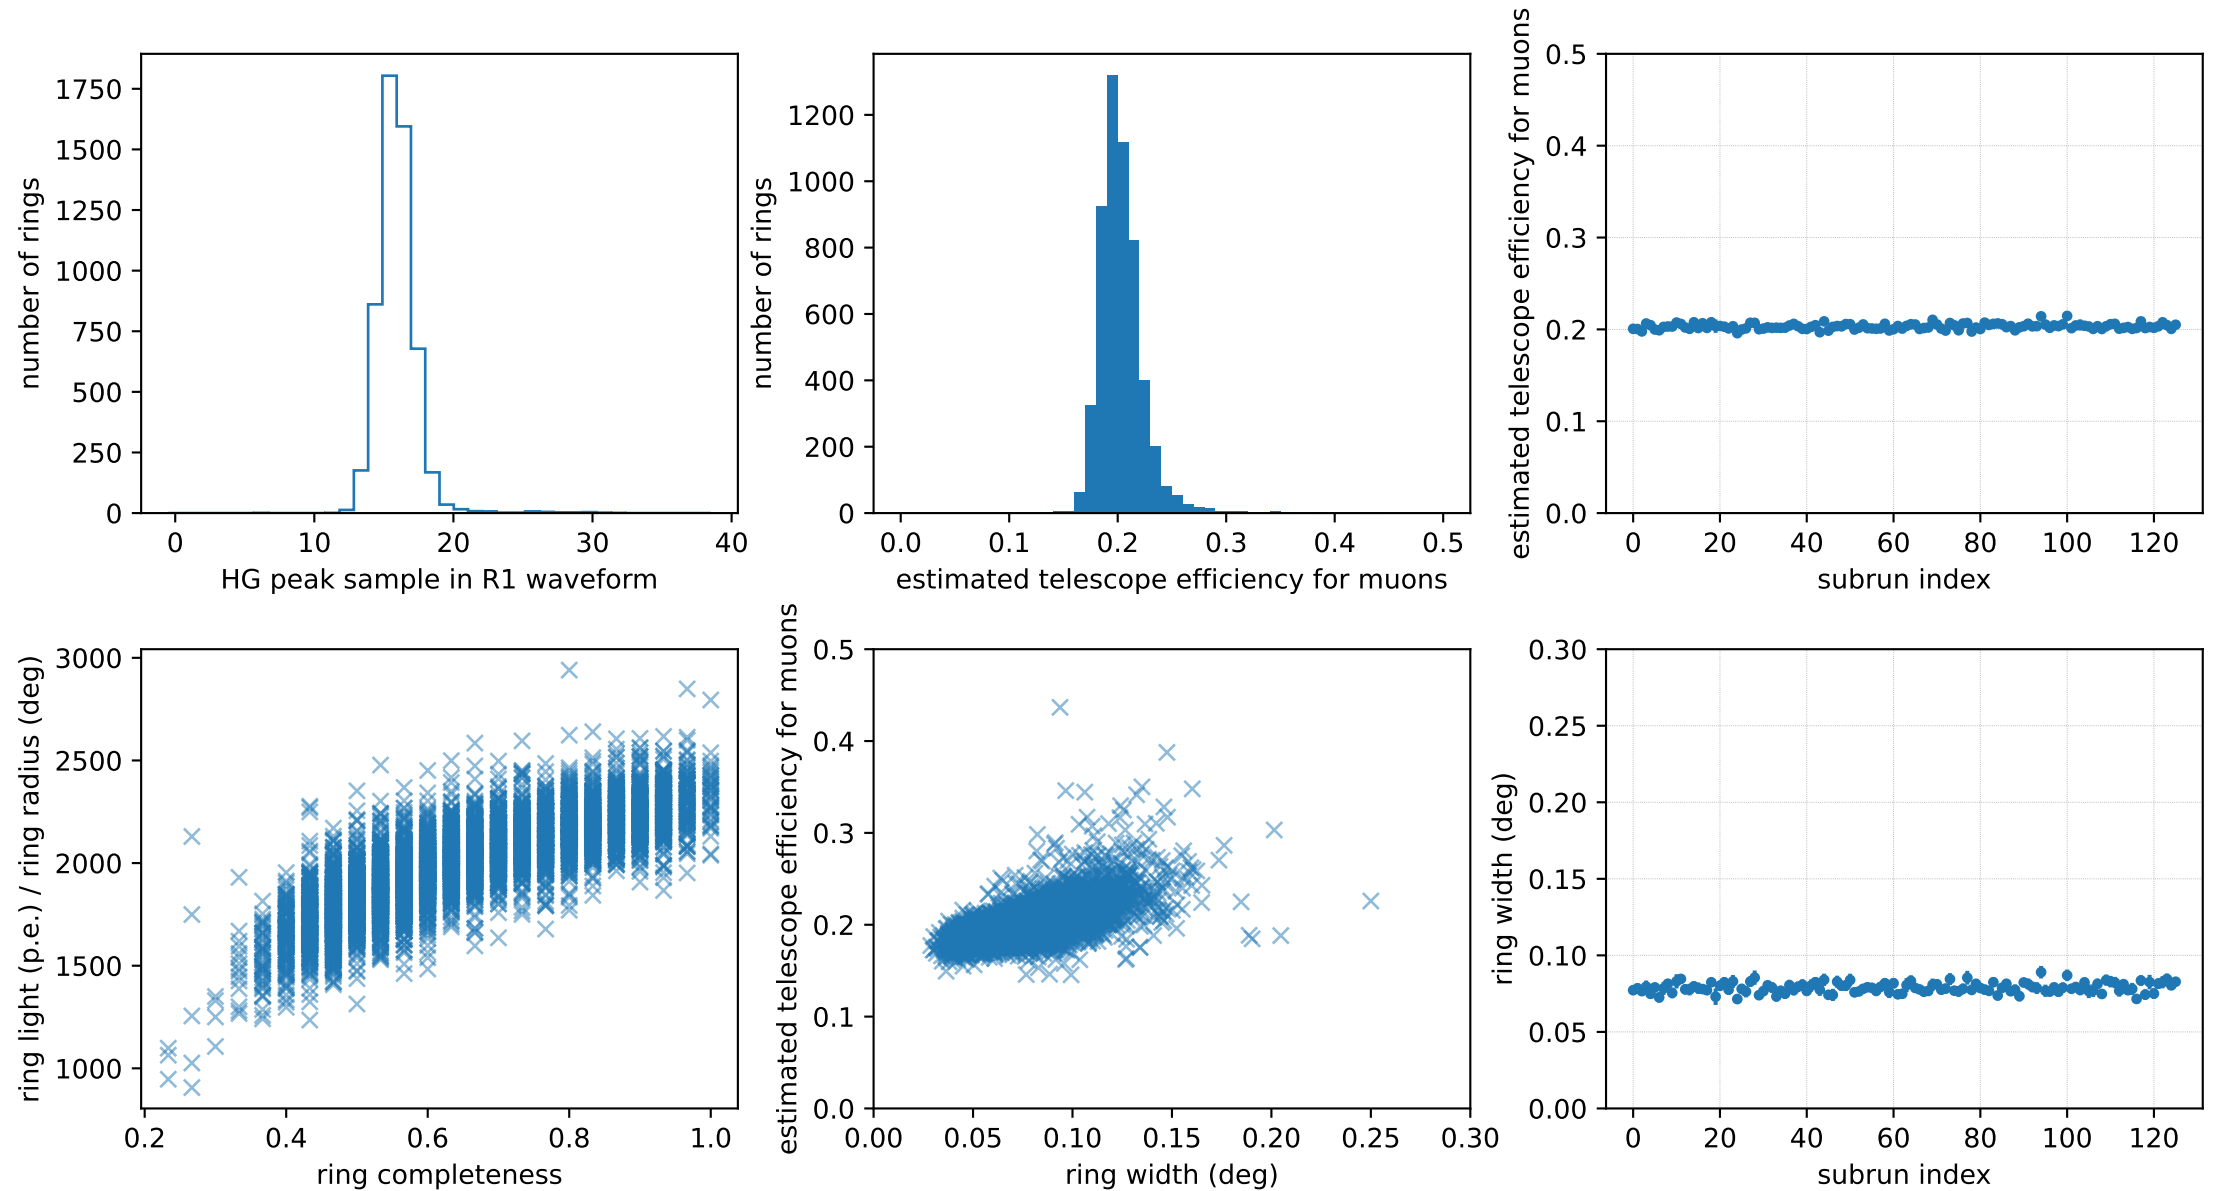 1750
1500
1250
1000
750
500
250
0
number of rings
0 10 20 30 40
HG peak sample in R1 waveform
1200
1000
800
600
400
200
0
number of rings
0.0 0.1 0.2 0.3 0.4 0.5
estimated telescope efficiency for muons
0.5
0.4
0.3
0.2
0.1
0.0
estimated telescope efficiency for muons
0 20 40 60 80 100 120
subrun index
3000
2500
2000
1500
1000
ring light (p.e.) / ring radius (deg)
0.2 0.4 0.6 0.8 1.0
ring completeness
0.5
0.4
0.3
0.2
0.1
0.0
estimated telescope efficiency for muons
0.00 0.05 0.10 0.15 0.20 0.25 0.30
ring width (deg)
0.30
0.25
0.20
0.15
0.10
0.05
0.00
ring width (deg)
0 20 40 60 80 100 120
subrun index